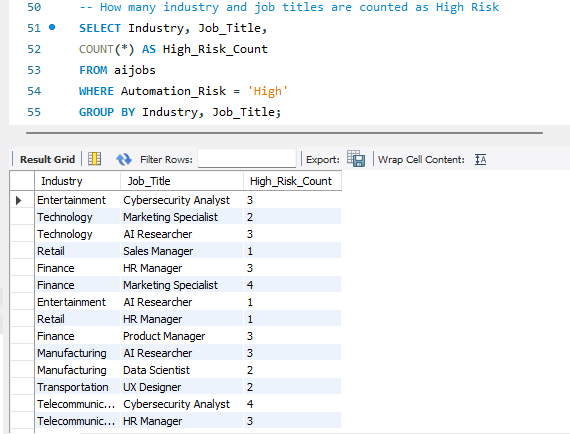 50 -- How many industry and job titles are counted as High Risk
51 SELECT Industry, Job_Title,
52 COUNT(*) AS High_Risk_Count
53 FROM aijobs
54 WHERE Automation_Risk = 'High'
55 GROUP BY Industry, Job_Title;
Result Grid Filter Rows: Export: Wrap Cell Content:
Industry Job_Title High_Risk_Count
Entertainment Cybersecurity Analyst 3
Technology Marketing Specialist 2
Technology AI Researcher 3
Retail Sales Manager 1
Finance HR Manager 3
Finance Marketing Specialist 4
Entertainment AI Researcher 1
Retail HR Manager 1
Finance Product Manager 3
Manufacturing AI Researcher 3
Manufacturing Data Scientist 2
Transportation UX Designer 2
Telecommunic... Cybersecurity Analyst 4
Telecommunic... HR Manager 3